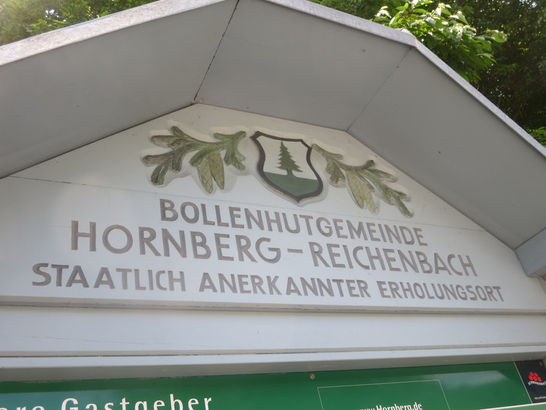 BOLLENHUTGEMEINDE
HORNBERG-REICHENBACH
STAATLICH ANERKANNTER ERHOLUNGSORT
Gastgeber
www.Hornberg.de